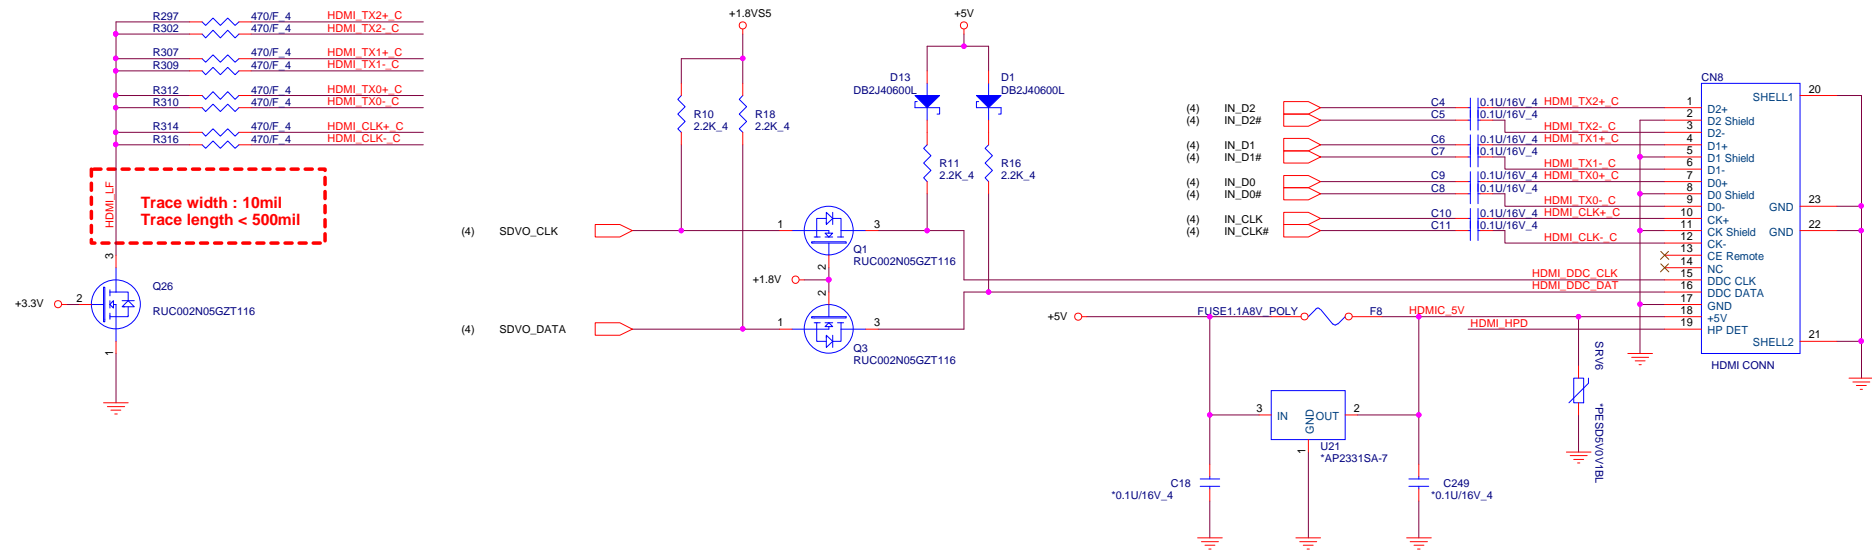 R297 470/F_4 HDMI_TX2+_C
R302 470/F_4 HDMI_TX2-_C
R307 470/F_4 HDMI_TX1+_C
R309 470/F_4 HDMI_TX1-_C
R312 470/F_4 HDMI_TX0+_C
R310 470/F_4 HDMI_TX0-_C
R314 470/F_4 HDMI_CLK+_C
R316 470/F_4 HDMI_CLK-_C
HDMI_LF
Trace width : 10mil
Trace length < 500mil
3
+3.3V
2
Q26
RUC002N05GZT116
1
+1.8VS5
R10
2.2K_4
R18
2.2K_4
+5V
D13
DB2J40600L
D1
DB2J40600L
R11
2.2K_4
R16
2.2K_4
(4) SDVO_CLK
1
3
Q1
RUC002N05GZT116
2
+1.8V
2
(4) SDVO_DATA
1
3
Q3
RUC002N05GZT116
(4) IN_D2 C4 0.1U/16V_4 HDMI_TX2+_C
(4) IN_D2# C5 0.1U/16V_4
HDMI_TX2-_C
(4) IN_D1 C6 0.1U/16V_4 HDMI_TX1+_C
(4) IN_D1# C7 0.1U/16V_4
HDMI_TX1-_C
(4) IN_D0 C9 0.1U/16V_4 HDMI_TX0+_C
(4) IN_D0# C8 0.1U/16V_4
HDMI_TX0-_C
(4) IN_CLK C10 0.1U/16V_4 HDMI_CLK+_C
(4) IN_CLK# C11 0.1U/16V_4
HDMI_CLK-_C
HDMI_DDC_CLK
HDMI_DDC_DAT
+5V
FUSE1.1A8V_POLY F8 HDMIC_5V
HDMI_HPD
CN8
1 D2+
2 D2 Shield
3 D2-
4 D1+
5 D1 Shield
6 D1-
7 D0+
8 D0 Shield
9 D0-
10 CK+
11 CK Shield
12 CK-
13 CE Remote
14 NC
15 DDC CLK
16 DDC DATA
17 GND
18 +5V
19 HP DET
SHELL1 20
GND 23
GND 22
SHELL2 21
HDMI CONN
SRV6
*PESD5V0V1BL
3 IN GND OUT 2
1
U21
*AP2331SA-7
C18
*0.1U/16V_4
C249
*0.1U/16V_4